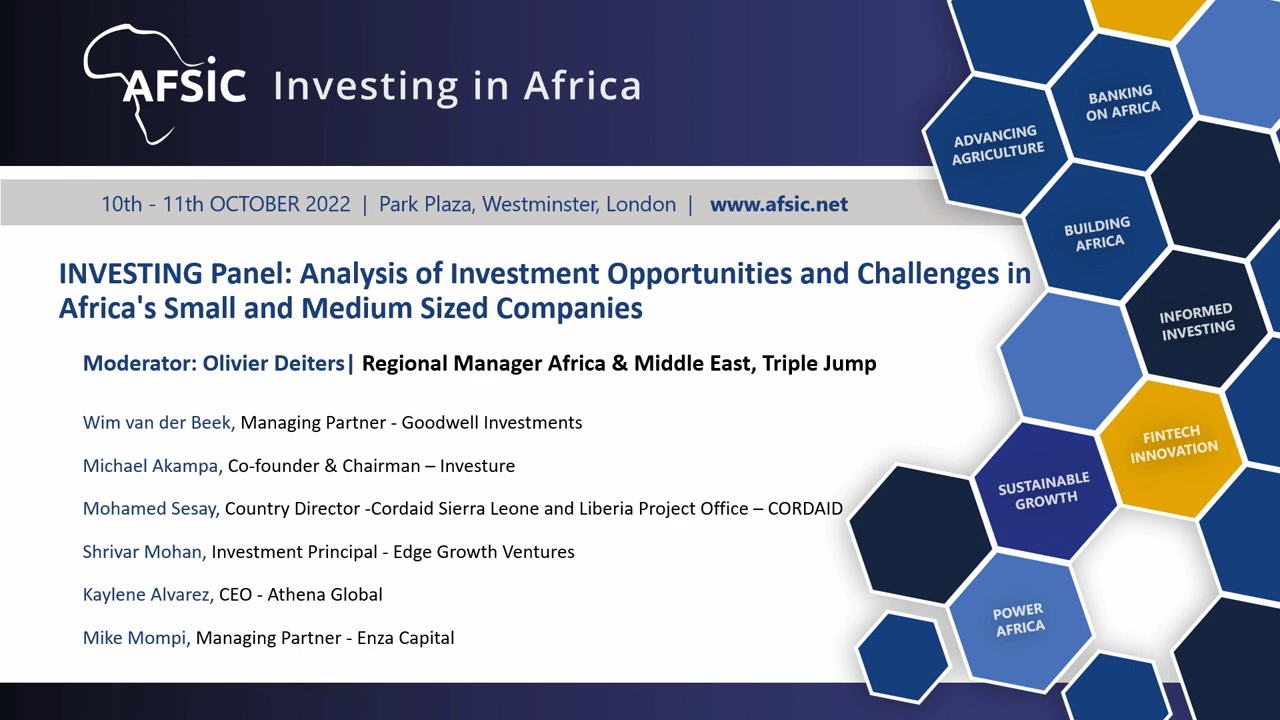 AFSIC Investing in Africa
10th - 11th OCTOBER 2022 | Park Plaza, Westminster, London | www.afsic.net
INVESTING Panel: Analysis of Investment Opportunities and Challenges in
Africa's Small and Medium Sized Companies
Moderator: Olivier Deiters| Regional Manager Africa & Middle East, Triple Jump
Wim van der Beek, Managing Partner - Goodwell Investments
Michael Akampa, Co-founder & Chairman – Investure
Mohamed Sesay, Country Director -Cordaid Sierra Leone and Liberia Project Office – CORDAID
Shrivar Mohan, Investment Principal - Edge Growth Ventures
Kaylene Alvarez, CEO - Athena Global
Mike Mompi, Managing Partner - Enza Capital
BANKING
ON AFRICA
ADVANCING
AGRICULTURE
BUILDING
AFRICA
INFORMED
INVESTING
FINTECH
INNOVATION
SUSTAINABLE
GROWTH
POWER
AFRICA